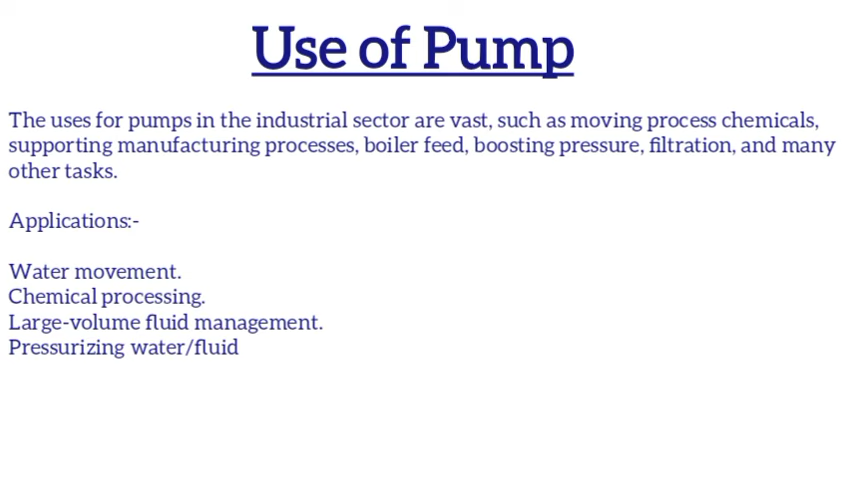 Use of Pump
The uses for pumps in the industrial sector are vast, such as moving process chemicals,
supporting manufacturing processes, boiler feed, boosting pressure, filtration, and many
other tasks.
Applications:-
Water movement.
Chemical processing.
Large-volume fluid management.
Pressurizing water/fluid